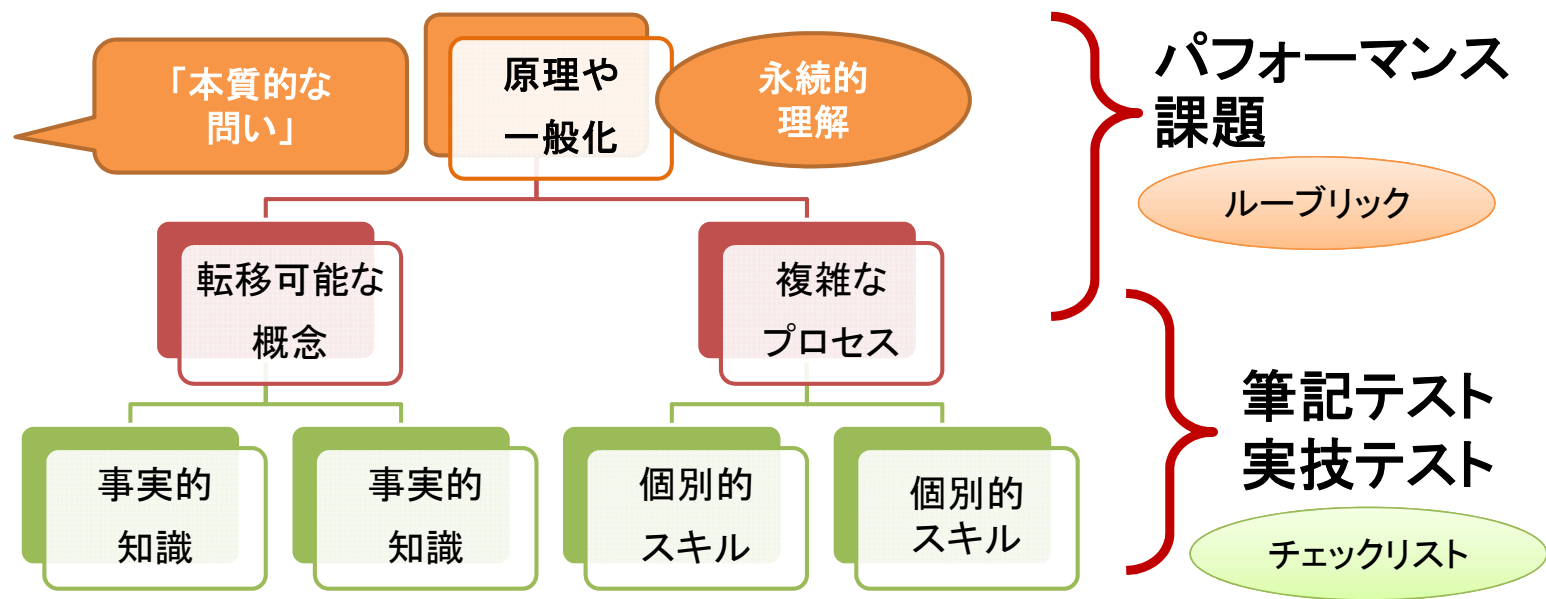 「本質的な
問い」
原理や
一般化
永続的
理解
パフォーマンス
課題
ルーブリック
転移可能な
概念
複雑な
プロセス
筆記テスト
実技テスト
チェックリスト
事実的
知識
事実的
知識
個別的
スキル
個別的
スキル